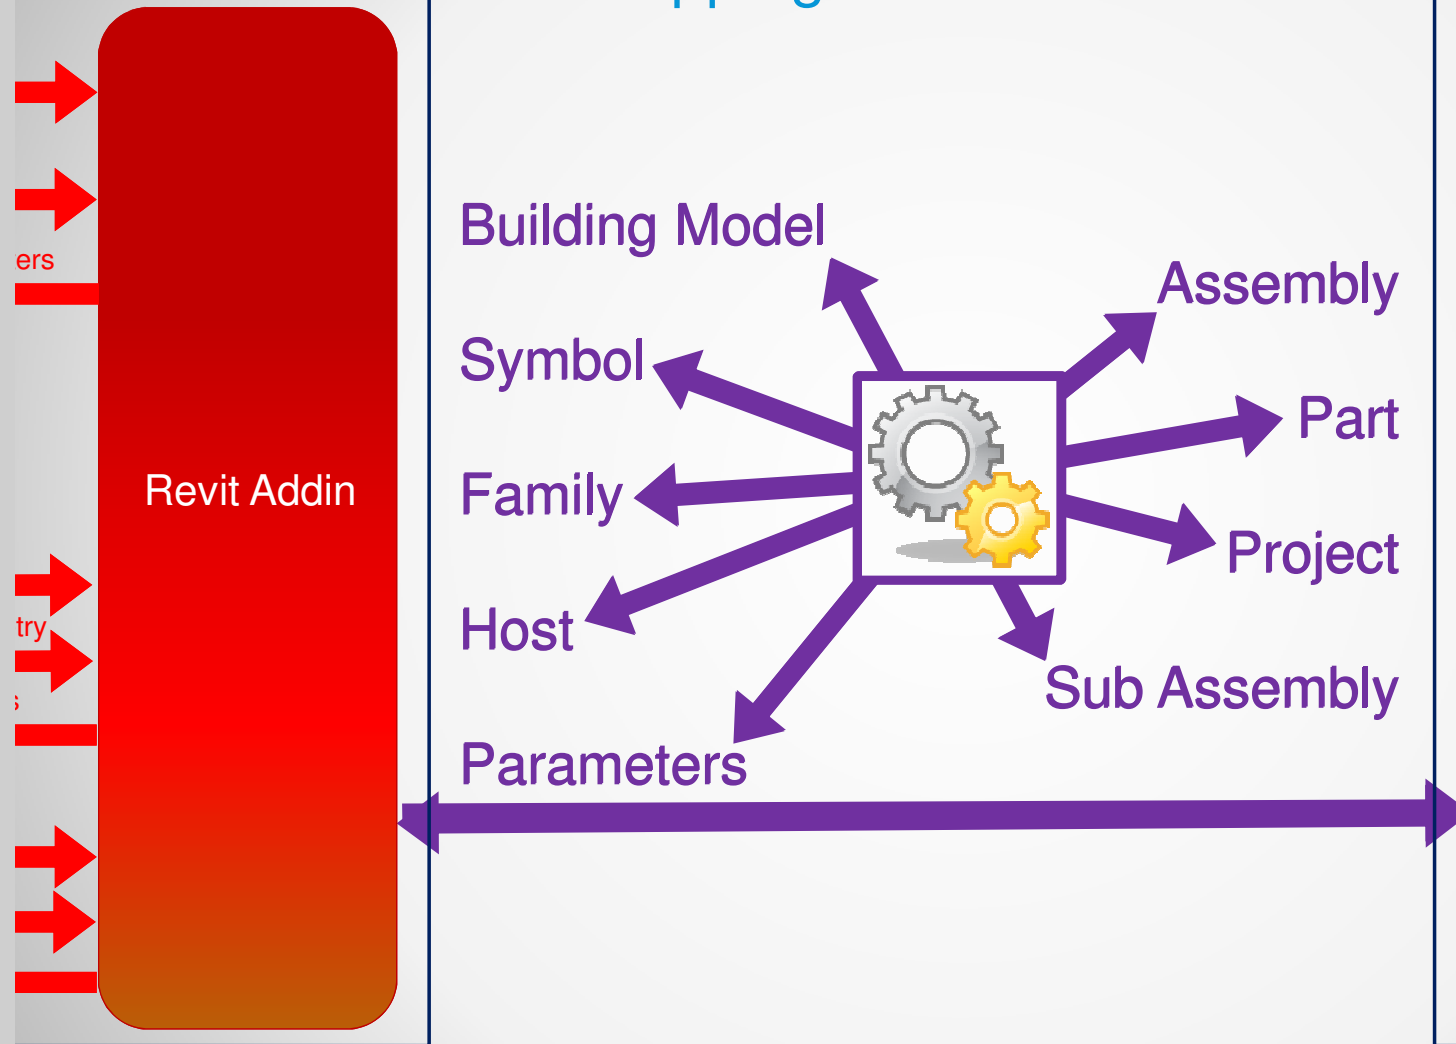 Building Model
Assembly
ers
Symbol
Part
Revit Addin
Family
Project
Host
try
Sub Assembly
Parameters